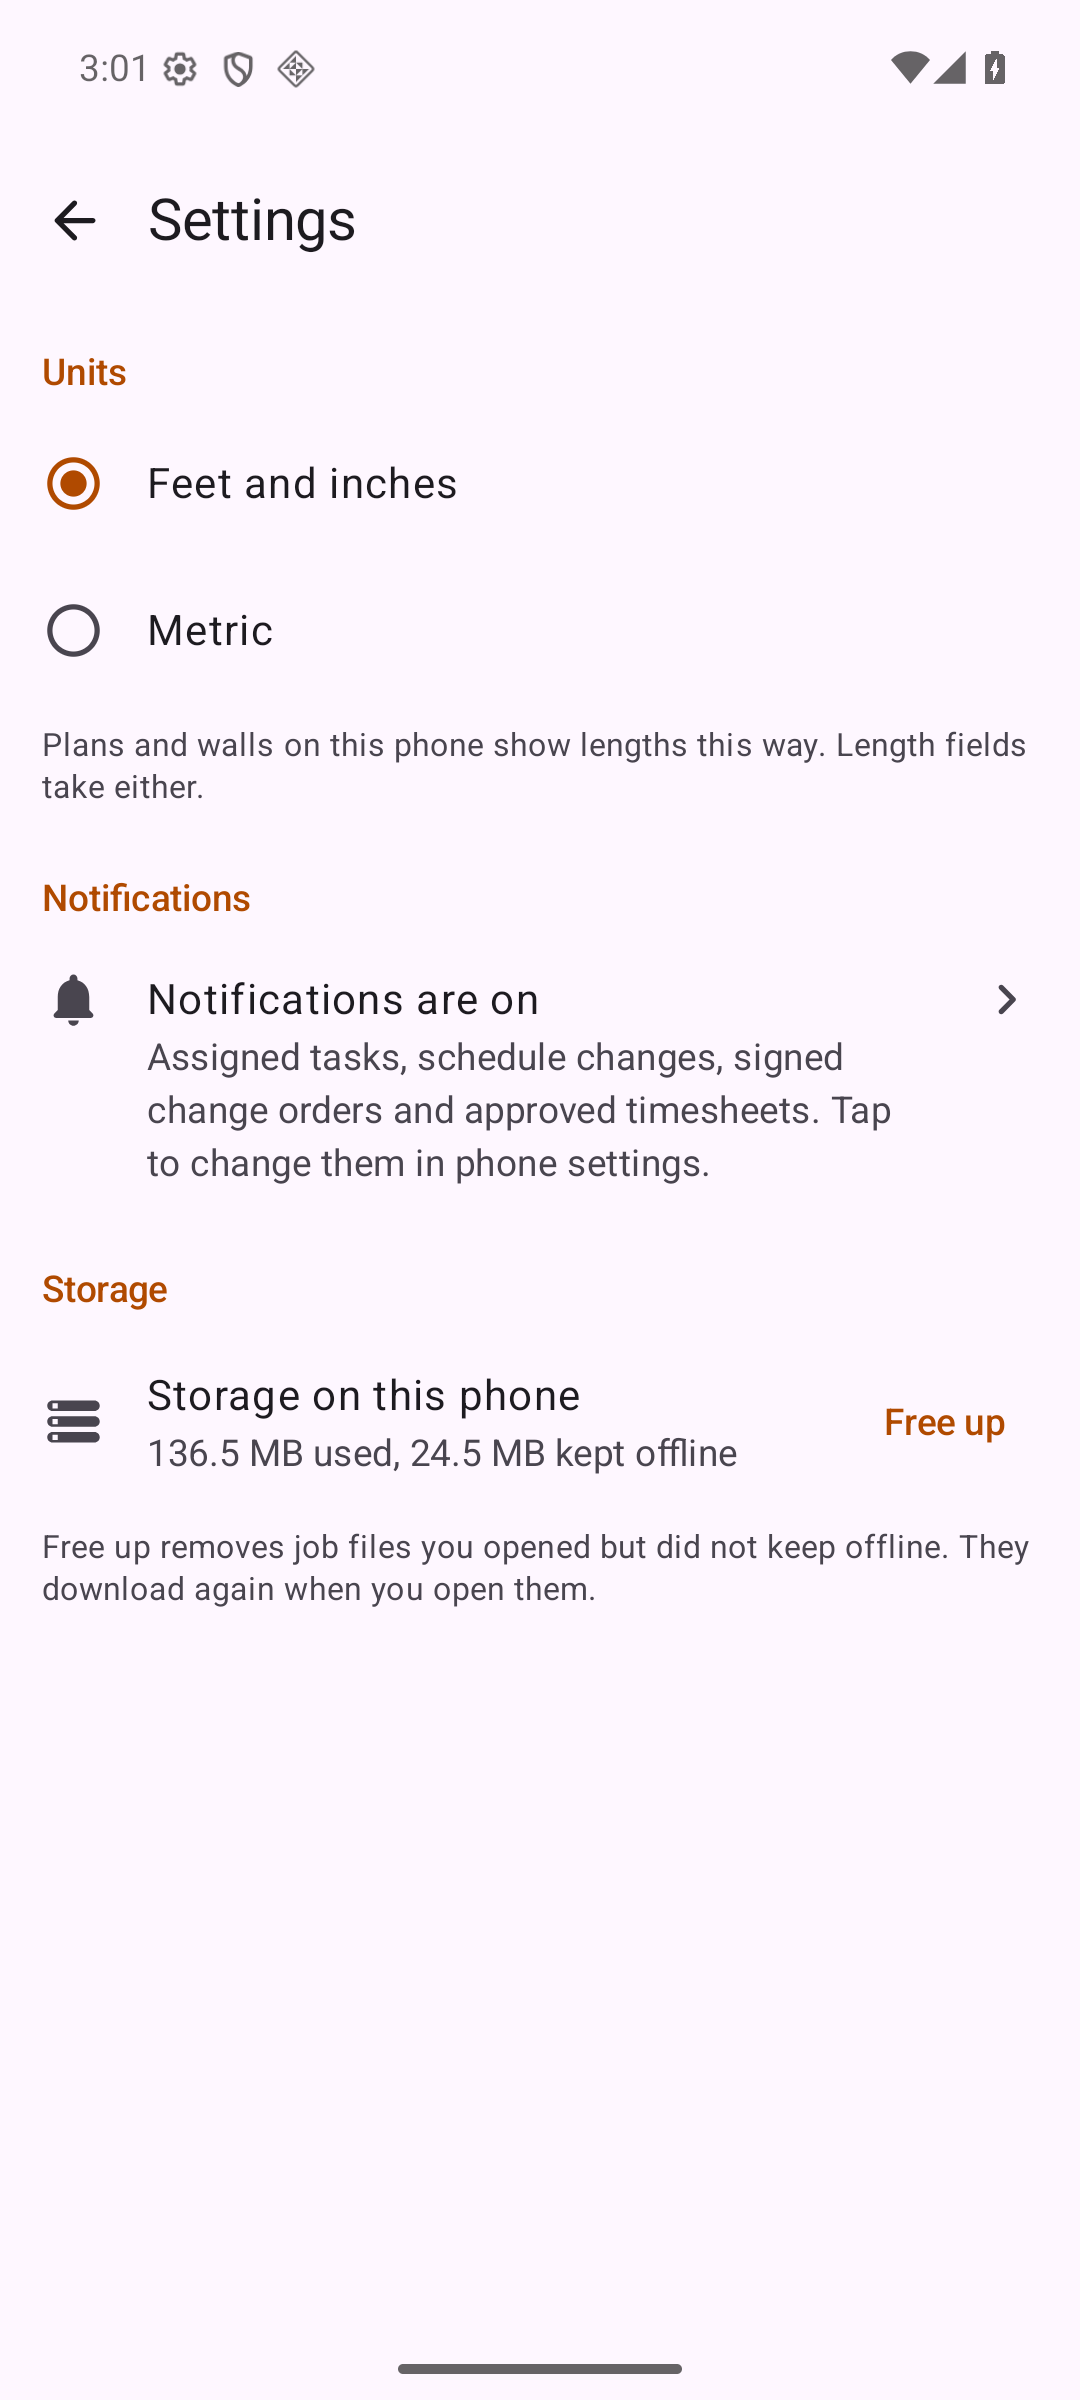 3:01
Settings
Units
Feet and inches
Metric
Plans and walls on this phone show lengths this way. Length fields
take either.
Notifications
Notifications are on
Assigned tasks, schedule changes, signed
change orders and approved timesheets. Tap
to change them in phone settings.
Storage
Storage on this phone
136.5 MB used, 24.5 MB kept offline
Free up
Free up removes job files you opened but did not keep offline. They
download again when you open them.